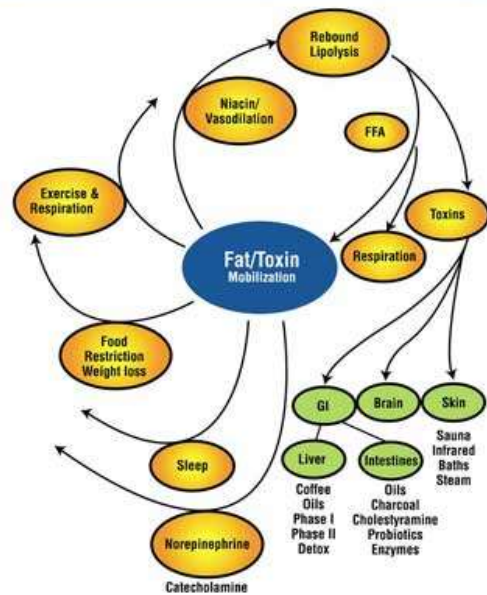 Rebound
Lipolysis
Niacin/
Vasodilation
FFA
Exercise &
Respiration
Toxins
Fat/Toxin
Mobilization
Respiration
Food
Restriction
Weight loss
GI
Brain
Skin
Sauna
Infrared
Baths
Steam
Liver
Intestines
Sleep
Coffee
Oils
Phase I
Phase II
Detox
Oils
Charcoal
Cholestyramine
Probiotics
Enzymes
Norepinephrine
Catecholamine